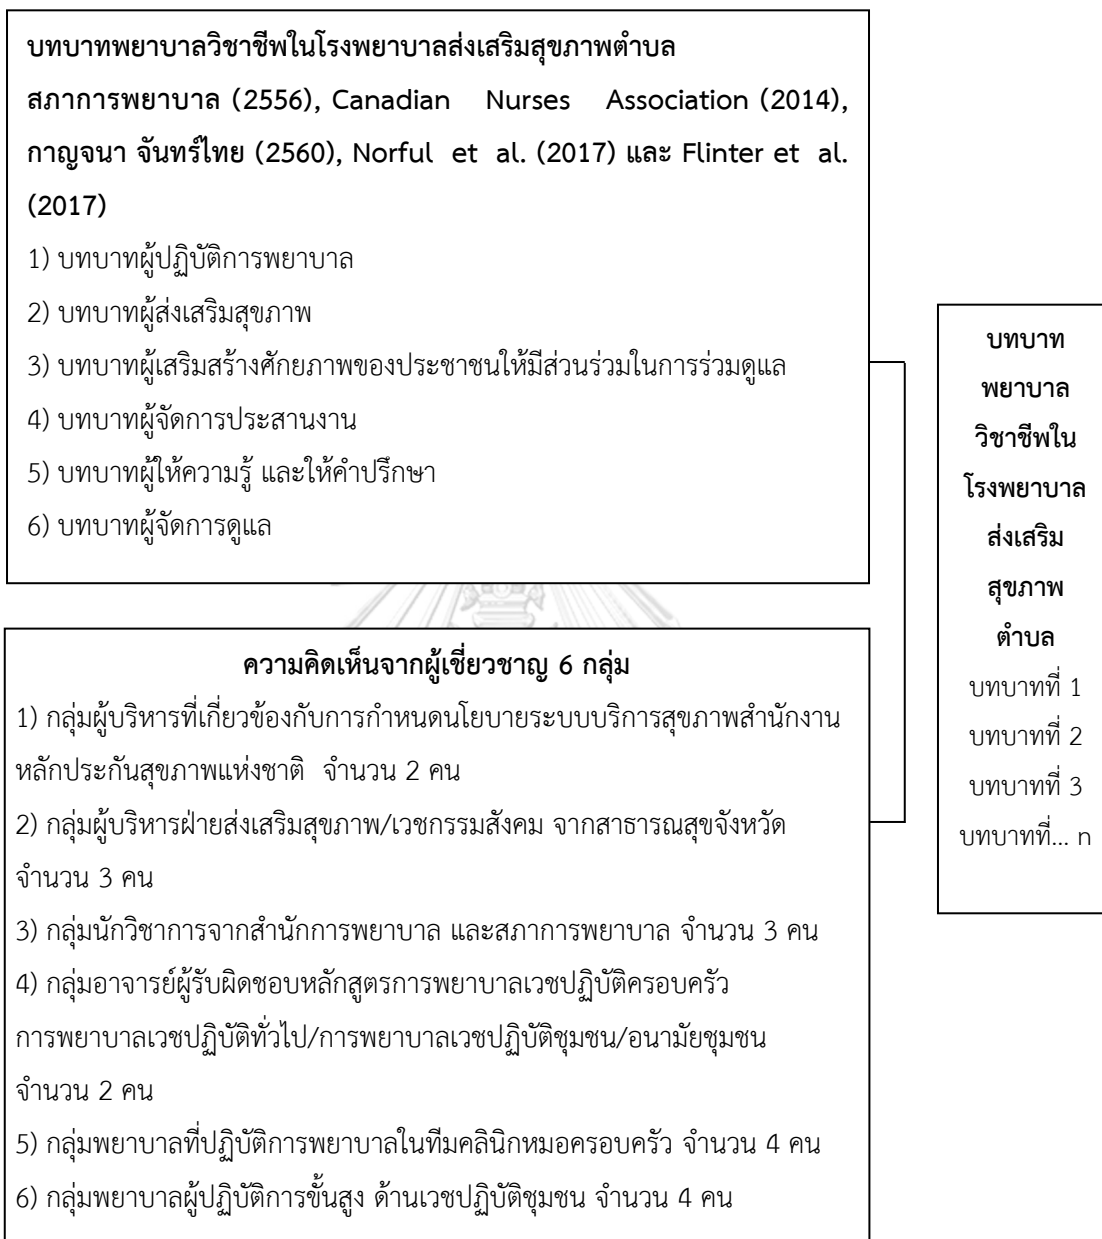 บทบาทพยาบาลวิชาชีพในโรงพยาบาลส่งเสริมสุขภาพตำบล
สภาการพยาบาล (2556), Canadian Nurses Association (2014),
กาญจนา จันทร์ไทย (2560), Norful et al. (2017) และ Flinter et al.
(2017)
1) บทบาทผู้ปฏิบัติการพยาบาล
2) บทบาทผู้ส่งเสริมสุขภาพ
3) บทบาทผู้เสริมสร้างศักยภาพของประชาชนให้มีส่วนร่วมในการร่วมดูแล
4) บทบาทผู้จัดการประสานงาน
5) บทบาทผู้ให้ความรู้ และให้คำปรึกษา
6) บทบาทผู้จัดการดูแล
ความคิดเห็นจากผู้เชี่ยวชาญ 6 กลุ่ม
1) กลุ่มผู้บริหารที่เกี่ยวข้องกับการกำหนดนโยบายระบบบริการสุขภาพสำนักงาน
หลักประกันสุขภาพแห่งชาติ จำนวน 2 คน
2) กลุ่มผู้บริหารฝ่ายส่งเสริมสุขภาพ/เวชกรรมสังคม จากสาธารณสุขจังหวัด
จำนวน 3 คน
3) กลุ่มนักวิชาการจากสำนักการพยาบาล และสภาการพยาบาล จำนวน 3 คน
4) กลุ่มอาจารย์ผู้รับผิดชอบหลักสูตรการพยาบาลเวชปฏิบัติครอบครัว
การพยาบาลเวชปฏิบัติทั่วไป/การพยาบาลเวชปฏิบัติชุมชน/อนามัยชุมชน
จำนวน 2 คน
5) กลุ่มพยาบาลที่ปฏิบัติการพยาบาลในทีมคลินิกหมอครอบครัว จำนวน 4 คน
6) กลุ่มพยาบาลผู้ปฏิบัติการขั้นสูง ด้านเวชปฏิบัติชุมชน จำนวน 4 คน
บทบาท
พยาบาล
วิชาชีพใน
โรงพยาบาล
ส่งเสริม
สุขภาพ
ตำบล
บทบาทที่ 1
บทบาทที่ 2
บทบาทที่ 3
บทบาทที่... n